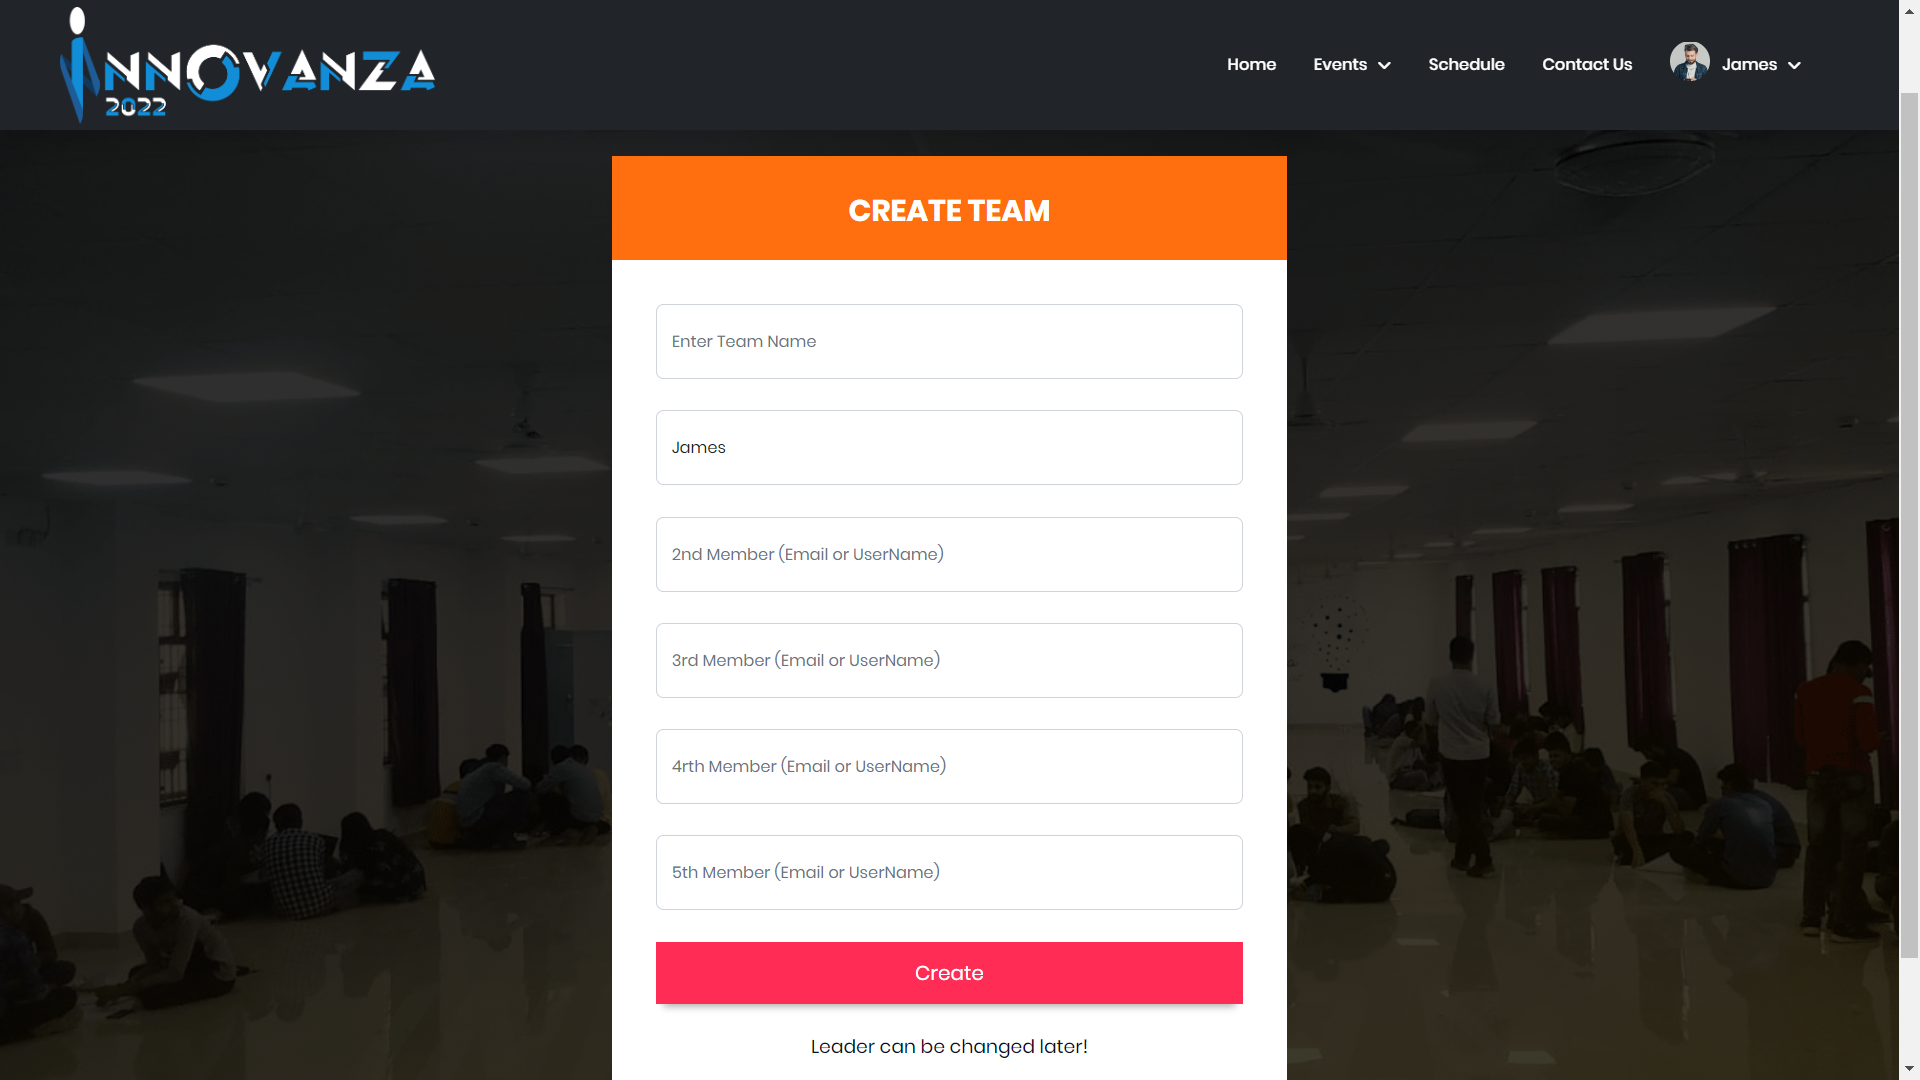 INNOVANZA
2022
Home Events Schedule Contact Us James
CREATE TEAM
Enter Team Name
James
2nd Member (Email or UserName)
3rd Member (Email or UserName)
4rth Member (Email or UserName)
5th Member (Email or UserName)
Create
Leader can be changed later!